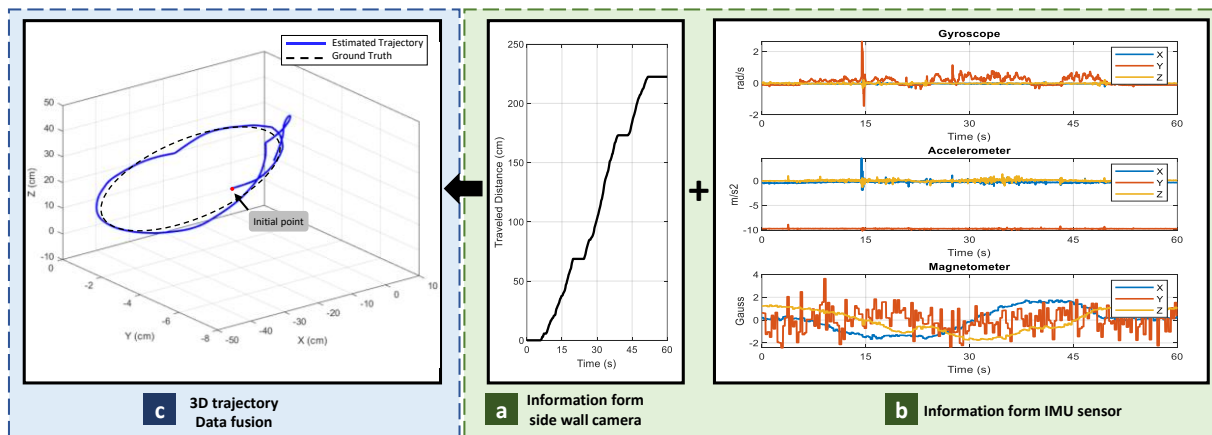 Estimated Trajectory
Ground Truth
50
40
30
20
10
0
-10
Z (cm)
0
-2
-4
-6
-8
Y (cm)
-50
-40
-30
-20
-10
0
10
X (cm)
Initial point
c
3D trajectory
Data fusion
250
200
150
100
50
0
Traveled Distance (cm)
0
15
30
45
60
Time (s)
a
Information form
side wall camera
+
Gyroscope
2
0
-2
rad/s
X
Y
Z
0
15
30
45
60
Time (s)
Accelerometer
0
-5
-10
m/s2
X
Y
Z
0
15
30
45
60
Time (s)
Magnetometer
4
2
0
-2
Gauss
X
Y
Z
0
15
30
45
60
Time (s)
b
Information form IMU sensor